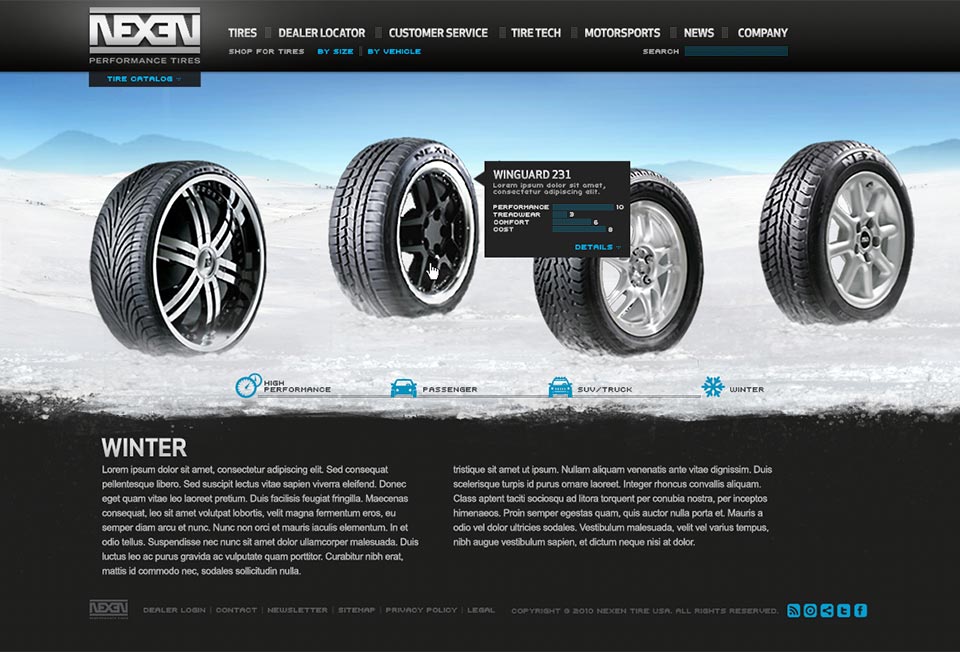 NEXEN
PERFORMANCE TIRES
TIRES DEALER LOCATOR CUSTOMER SERVICE TIRE TECH MOTORSPORTS NEWS COMPANY
SHOP FOR TIRES BY SIZE BY VEHICLE SEARCH
TIRE CATALOG
NEXEN
NEXEN
WINGUARD 231
Lorem ipsum dolor sit amet,
consectetur adipiscing elit.
PERFORMANCE 10
TREADWEAR 3
COMFORT 6
COST 8
DETAILS
HIGH
PERFORMANCE
PASSENGER
SUV/TRUCK
WINTER
WINTER
Lorem ipsum dolor sit amet, consectetur adipiscing elit. Sed consequat
pellentesque libero. Sed suscipit lectus vitae sapien viverra eleifend. Donec
eget quam vitae leo laoreet pretium. Duis facilisis feugiat fringilla. Maecenas
consequat, leo sit amet volutpat lobortis, velit magna fermentum eros, eu
semper diam arcu et nunc. Nunc non orci et mauris iaculis elementum. In et
odio tellus. Suspendisse nec nunc sit amet dolor ullamcorper malesuada. Duis
luctus leo ac purus gravida ac vulputate quam porttitor. Curabitur nibh erat,
mattis id commodo nec, sodales sollicitudin nulla.
tristique sit amet ut ipsum. Nullam aliquam venenatis ante vitae dignissim. Duis
scelerisque turpis id purus ornare laoreet. Integer rhoncus convallis aliquam.
Class aptent taciti sociosqu ad litora torquent per conubia nostra, per inceptos
himenaeos. Proin semper egestas quam, quis auctor nulla porta et. Mauris a
odio vel dolor ultricies sodales. Vestibulum malesuada, velit vel varius tempus,
nibh augue vestibulum sapien, et dictum neque nisi at dolor.
NEXEN
PERFORMANCE TIRES
DEALER LOGIN | CONTACT | NEWSLETTER | SITEMAP | PRIVACY POLICY | LEGAL
COPYRIGHT © 2010 NEXEN TIRE USA. ALL RIGHTS RESERVED.